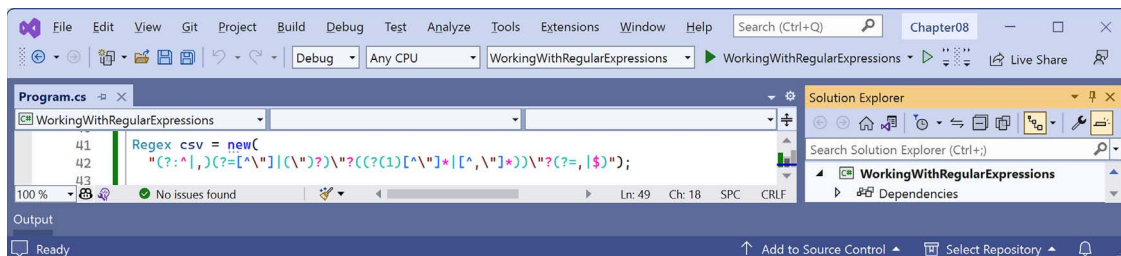 File Edit View Git Project Build Debug Test Analyze Tools Extensions Window Help Search (Ctrl+Q) Chapter08
Debug Any CPU WorkingWithRegularExpressions WorkingWithRegularExpressions Live Share
Program.cs Solution Explorer
C# WorkingWithRegularExpressions
41 Regex csv = new(
Search Solution Explorer (Ctrl+;)
42 "(?:^|,)(?=[^\"]|(\")?)\"?((?(1)[^\"]*|[^,\"]*))\"?(?=,|$)");
C# WorkingWithRegularExpressions
43
100 % No issues found Ln: 49 Ch: 18 SPC CRLF Dependencies
Output
Ready Add to Source Control Select Repository